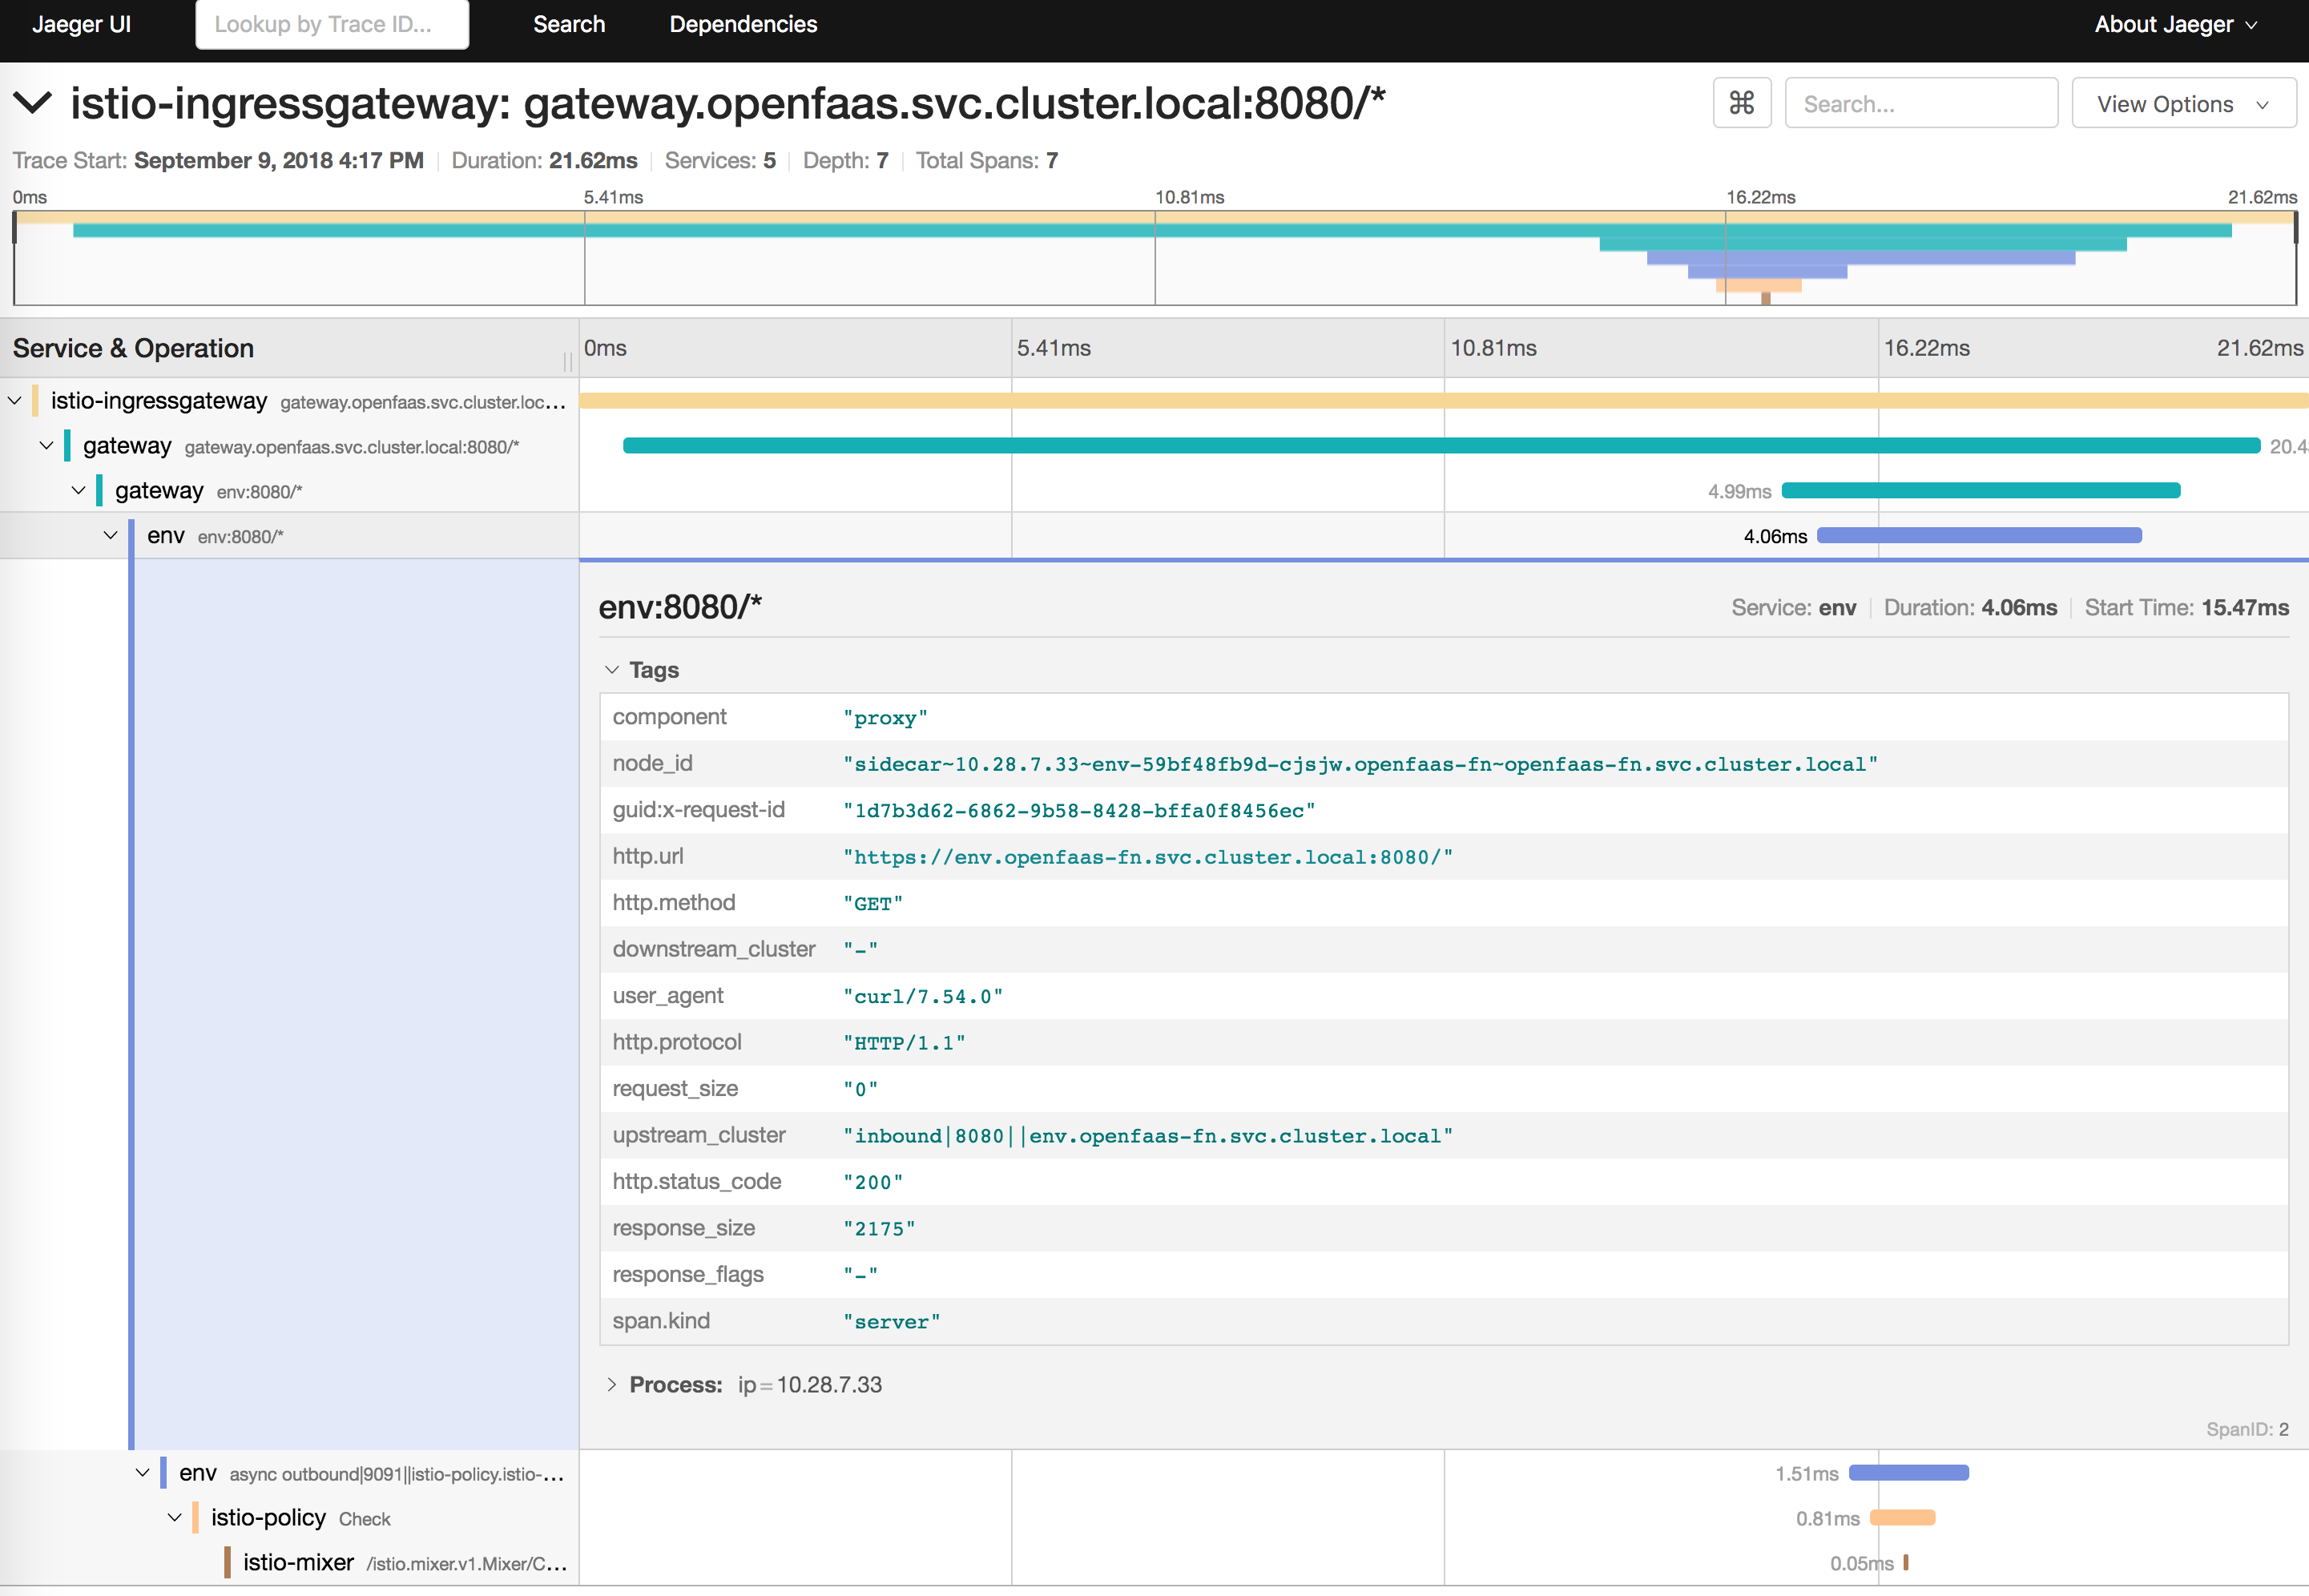 Jaeger UI Lookup by Trace ID... Search Dependencies About Jaeger
istio-ingressgateway: gateway.openfaas.svc.cluster.local:8080/* ⌘ Search... View Options
Trace Start: September 9, 2018 4:17 PM Duration: 21.62ms Services: 5 Depth: 7 Total Spans: 7
0ms 5.41ms 10.81ms 16.22ms 21.62ms
Service & Operation 0ms 5.41ms 10.81ms 16.22ms 21.62ms
istio-ingressgateway gateway.openfaas.svc.cluster.loc...
gateway gateway.openfaas.svc.cluster.local:8080/* 20.4
gateway env:8080/* 4.99ms
env env:8080/* 4.06ms
env:8080/* Service: env Duration: 4.06ms Start Time: 15.47ms
Tags
component "proxy"
node_id "sidecar~10.28.7.33~env-59bf48fb9d-cjsjw.openfaas-fn~openfaas-fn.svc.cluster.local"
guid:x-request-id "1d7b3d62-6862-9b58-8428-bffa0f8456ec"
http.url "https://env.openfaas-fn.svc.cluster.local:8080/"
http.method "GET"
downstream_cluster "-"
user_agent "curl/7.54.0"
http.protocol "HTTP/1.1"
request_size "0"
upstream_cluster "inbound|8080||env.openfaas-fn.svc.cluster.local"
http.status_code "200"
response_size "2175"
response_flags "-"
span.kind "server"
Process: ip=10.28.7.33
SpanID: 2
env async outbound|9091||istio-policy.istio-... 1.51ms
istio-policy Check 0.81ms
istio-mixer /istio.mixer.v1.Mixer/C... 0.05ms